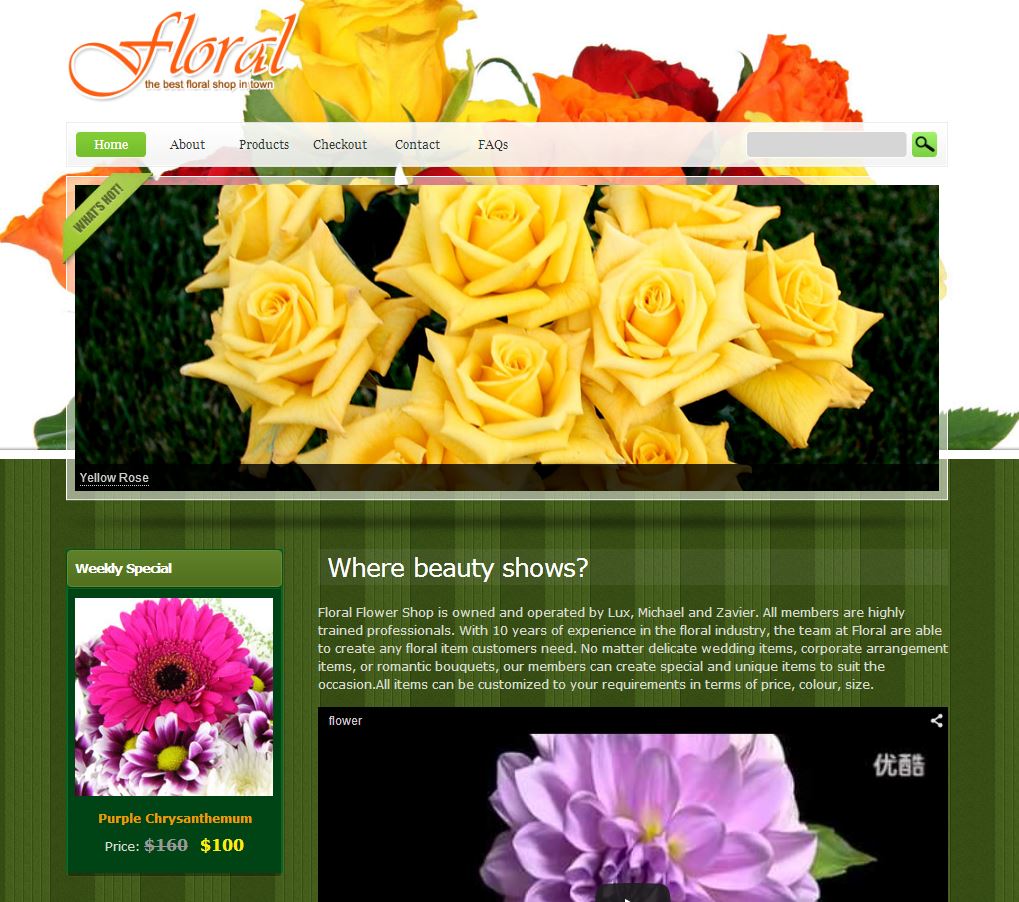 Floral
the best floral shop in town
Home About Products Checkout Contact FAQs
WHAT'S HOT!
Yellow Rose
Weekly Special
Purple Chrysanthemum
Price: $160 $100
Where beauty shows?
Floral Flower Shop is owned and operated by Lux, Michael and Zavier. All members are highly
trained professionals. With 10 years of experience in the floral industry, the team at Floral are able
to create any floral item customers need. No matter delicate wedding items, corporate arrangement
items, or romantic bouquets, our members can create special and unique items to suit the
occasion.All items can be customized to your requirements in terms of price, colour, size.
flower
优酷